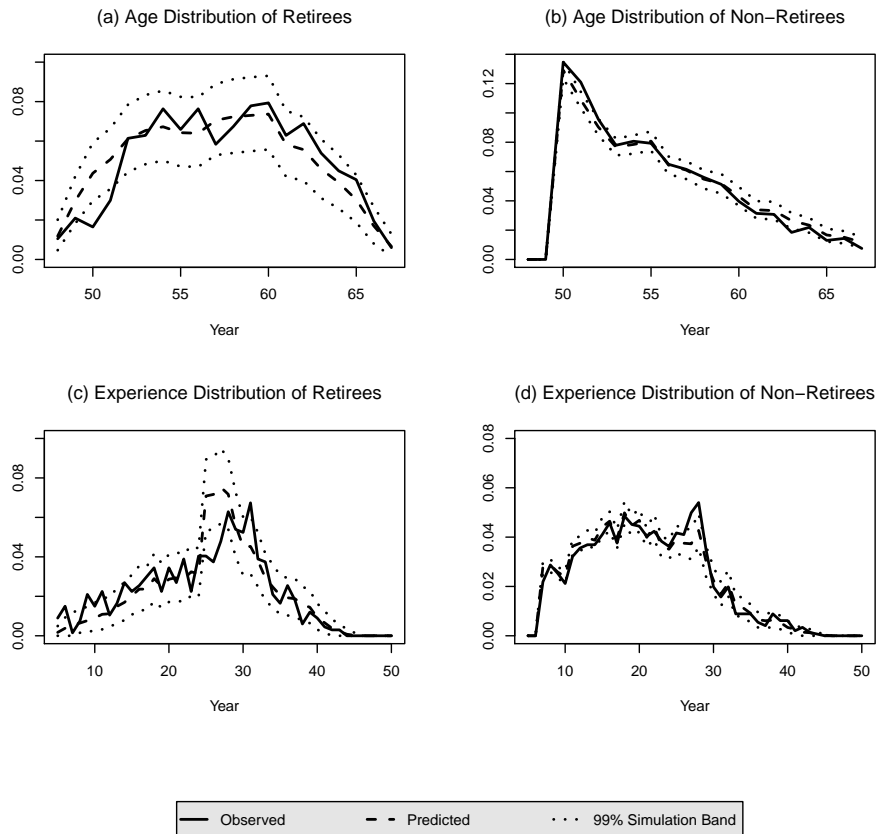 (a) Age Distribution of Retirees
0.00 0.04 0.08
50 55 60 65
Year
(b) Age Distribution of Non−Retirees
0.00 0.04 0.08 0.12
50 55 60 65
Year
(c) Experience Distribution of Retirees
0.00 0.04 0.08
10 20 30 40 50
Year
(d) Experience Distribution of Non−Retirees
0.00 0.02 0.04 0.06 0.08
10 20 30 40 50
Year
Observed Predicted 99% Simulation Band